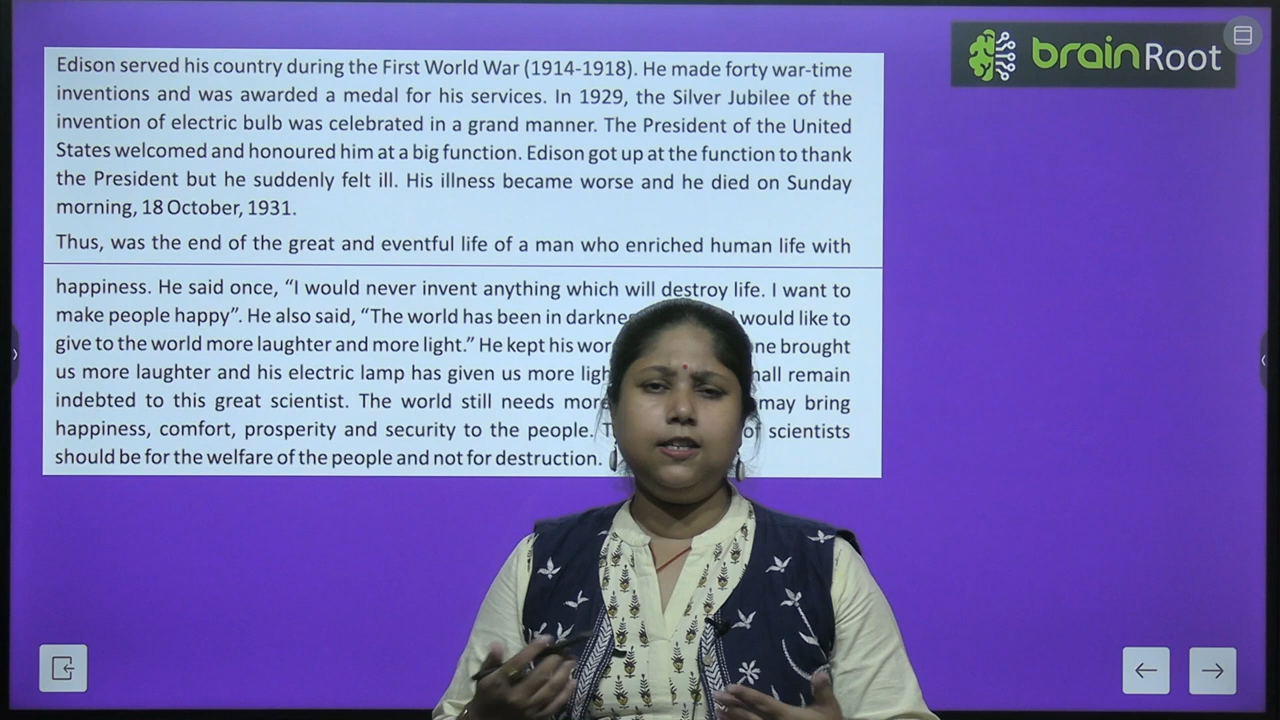 brainRoot
Edison served his country during the First World War (1914-1918). He made forty war-time
inventions and was awarded a medal for his services. In 1929, the Silver Jubilee of the
invention of electric bulb was celebrated in a grand manner. The President of the United
States welcomed and honoured him at a big function. Edison got up at the function to thank
the President but he suddenly felt ill. His illness became worse and he died on Sunday
morning, 18 October, 1931.
Thus, was the end of the great and eventful life of a man who enriched human life with
happiness. He said once, “I would never invent anything which will destroy life. I want to
make people happy”. He also said, “The world has been in would like to
give to the world more laughter and more light.” He kept his brought
us more laughter and his electric lamp has given us more remain
indebted to this great scientist. The world still needs may bring
happiness, comfort, prosperity and security to the people. of scientists
should be for the welfare of the people and not for destruction.